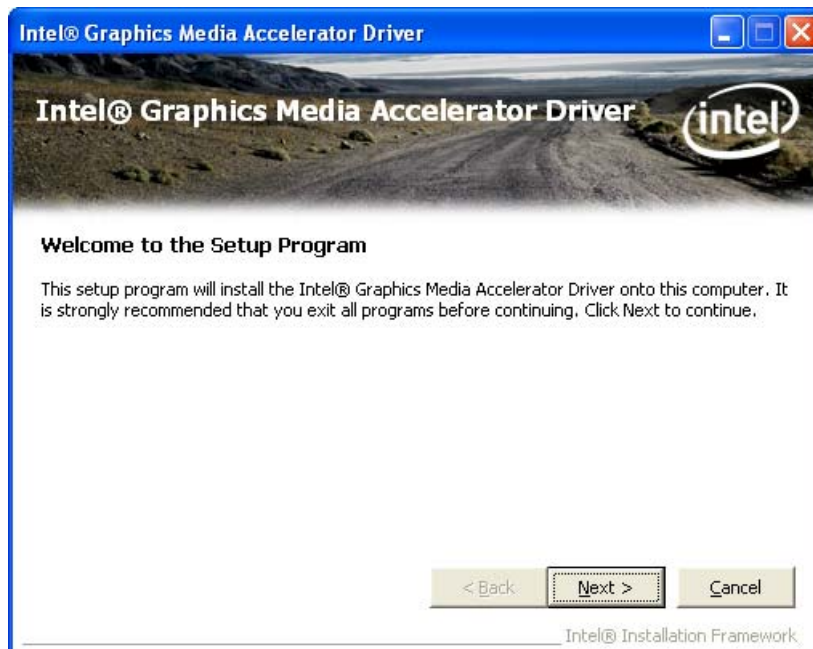 Intel® Graphics Media Accelerator Driver
Intel® Graphics Media Accelerator Driver
intel
Welcome to the Setup Program
This setup program will install the Intel® Graphics Media Accelerator Driver onto this computer. It
is strongly recommended that you exit all programs before continuing. Click Next to continue.
< Back Next > Cancel
Intel® Installation Framework